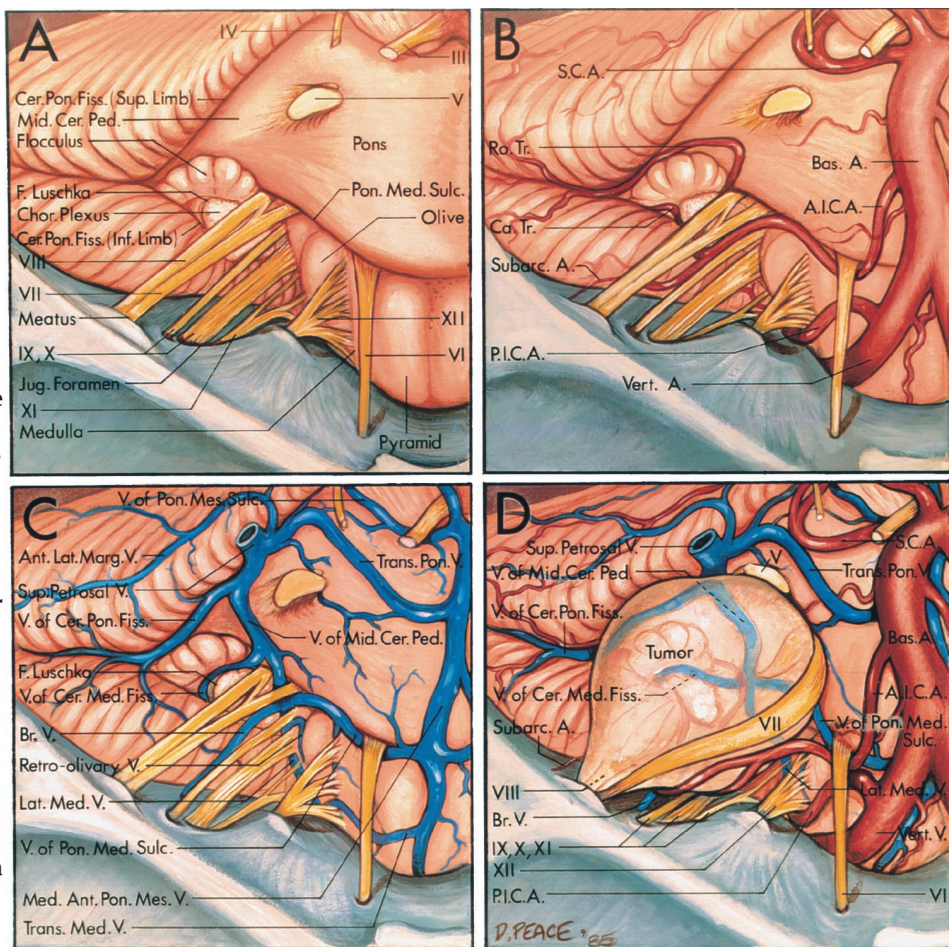 A
IV
III
Cer. Pon. Fiss. (Sup. Limb)
Mid. Cer. Ped.
Flocculus
V
Pons
F. Luschka
Chor. Plexus
Cer. Pon. Fiss. (Inf. Limb)
VIII
Pon. Med. Sulc.
Olive
VII
Meatus
IX, X
Jug. Foramen
XI
Medulla
XII
VI
Pyramid
B
S.C.A.
Ro. Tr.
Bas. A.
A.I.C.A.
Ca. Tr.
Subarc. A.
P.I.C.A.
Vert. A.
C
V. of Pon. Mes. Sulc.
Ant. Lat. Marg. V.
Trans. Pon. V.
Sup. Petrosal V.
V. of Cer. Pon. Fiss.
V. of Mid. Cer. Ped.
F. Luschka
V. of Cer. Med. Fiss.
Br. V.
Retro-olivary V.
Lat. Med. V.
V. of Pon. Med. Sulc.
Med. Ant. Pon. Mes. V.
Trans. Med. V.
D
Sup. Petrosal V.
V. of Mid. Cer. Ped.
V
S.C.A.
Trans. Pon. V.
V. of Cer. Pon. Fiss.
Bas. A.
Tumor
V. of Cer. Med. Fiss.
A.I.C.A.
Subarc. A.
VII
V. of Pon. Med.
Sulc.
VIII
Lat. Med. V.
Br. V.
Vert. V.
IX, X, XI
XII
P.I.C.A.
VI
D. PEACE '85